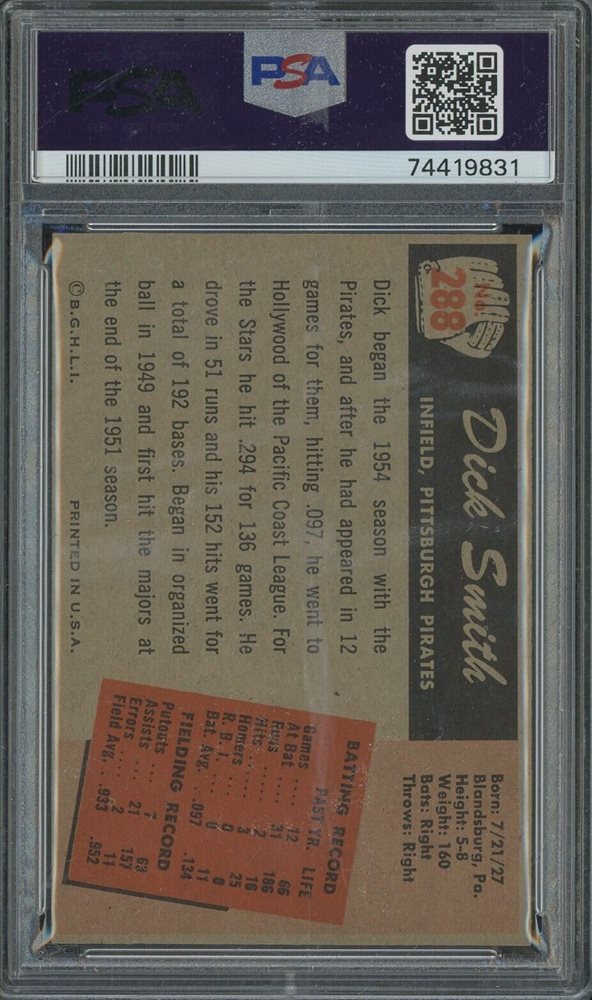 PSA
PSA
74419831
No.
288
Dick Smith
INFIELD, PITTSBURGH PIRATES
Born: 7/21/27
Blandsburg, Pa.
Height: 5-8
Weight: 160
Bats: Right
Throws: Right
Dick began the 1954 season with the
Pirates, and after he had appeared in 12
games for them, hitting .097, he went to
Hollywood of the Pacific Coast League. For
the Stars he hit .294 for 136 games. He
drove in 51 runs and his 152 hits went for
a total of 192 bases. Began in organized
ball in 1949 and first hit the majors at
the end of the 1951 season.
© B.G.H.L.I.
PRINTED IN U.S.A.
BATTING RECORD
PAST YR. LIFE
Games .... 12 66
At Bat .... 31 186
Runs ..... 2 16
Hits ..... 3 25
Homers .... 0 0
R. B. I. .... 0 11
Bat. Avg. .. .097 .134
FIELDING RECORD
Putouts .... 7 63
Assists .... 21 157
Errors .... 2 11
Field Avg. .. .933 .952